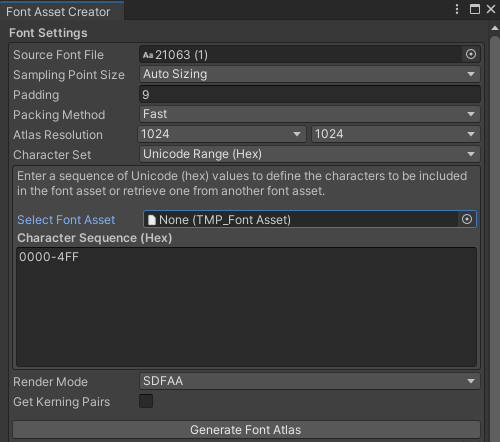 Font Asset Creator
Font Settings
Source Font File Aa 21063 (1)
Sampling Point Size Auto Sizing
Padding 9
Packing Method Fast
Atlas Resolution 1024 1024
Character Set Unicode Range (Hex)
Enter a sequence of Unicode (hex) values to define the characters to be included
in the font asset or retrieve one from another font asset.
Select Font Asset None (TMP_Font Asset)
Character Sequence (Hex)
0000-4FF
Render Mode SDFAA
Get Kerning Pairs
Generate Font Atlas